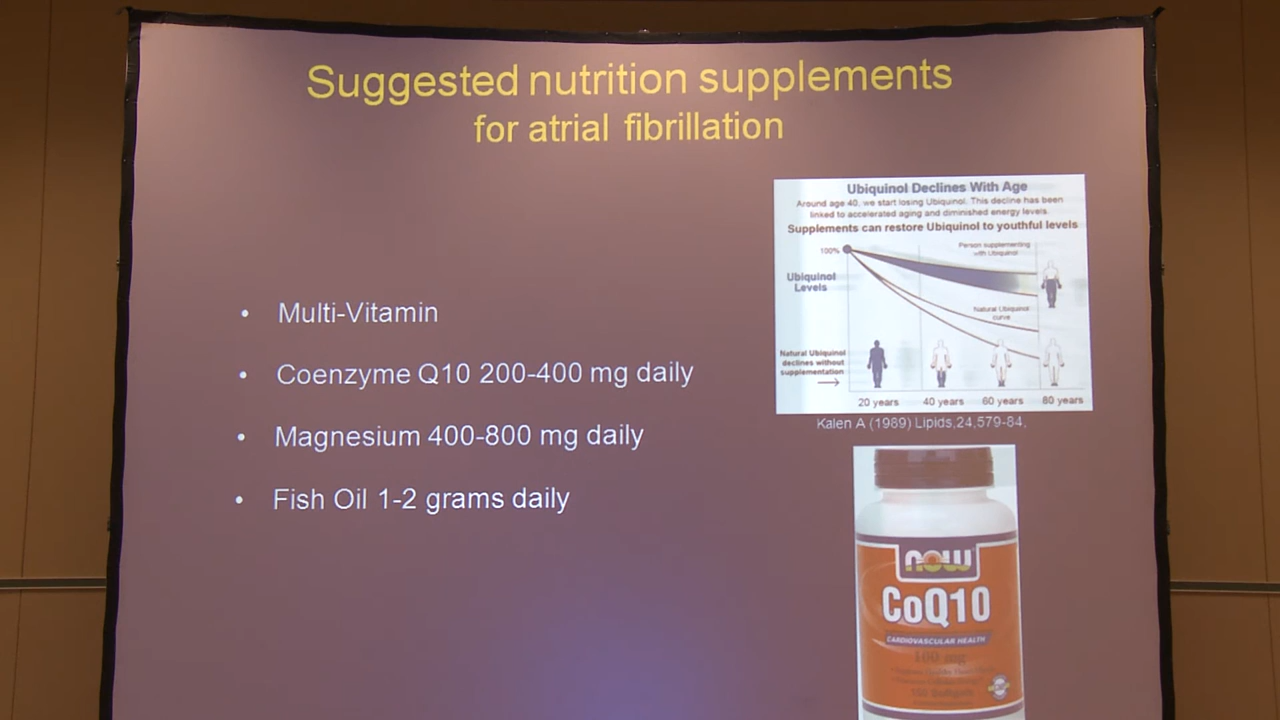 Suggested nutrition supplements
for atrial fibrillation
• Multi-Vitamin
• Coenzyme Q10 200-400 mg daily
• Magnesium 400-800 mg daily
• Fish Oil 1-2 grams daily
Ubiquinol Declines With Age
Around age 40, we start losing Ubiquinol. This decline has been
linked to accelerated aging and diminished energy levels.
Supplements can restore Ubiquinol to youthful levels
100%
Person supplementing
with Ubiquinol
Ubiquinol
Levels
Natural Ubiquinol
curve
Natural Ubiquinol
declines without
supplementation
20 years 40 years 60 years 80 years
Kalen A (1989) Lipids,24,579-84.
NOW
CoQ10
CARDIOVASCULAR HEALTH
100 mg